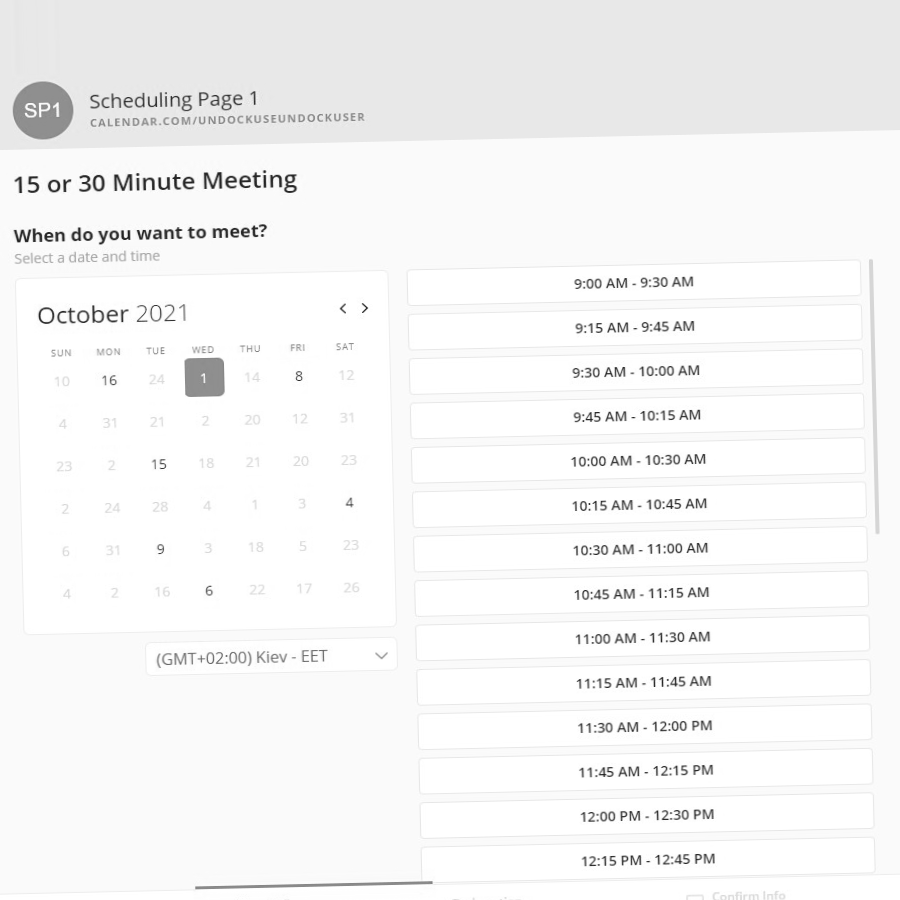 SP1
Scheduling Page 1
CALENDAR.COM/UNDOCKUSEUNDOCKUSER
15 or 30 Minute Meeting
When do you want to meet?
Select a date and time
October 2021
SUN MON TUE WED THU FRI SAT
10 16 24 1 14 8 12
4 31 21 2 20 12 31
23 2 15 18 21 20 23
2 24 28 4 1 3 4
6 31 9 3 18 5 23
4 2 16 6 22 17 26
(GMT+02:00) Kiev - EET
9:00 AM - 9:30 AM
9:15 AM - 9:45 AM
9:30 AM - 10:00 AM
9:45 AM - 10:15 AM
10:00 AM - 10:30 AM
10:15 AM - 10:45 AM
10:30 AM - 11:00 AM
10:45 AM - 11:15 AM
11:00 AM - 11:30 AM
11:15 AM - 11:45 AM
11:30 AM - 12:00 PM
11:45 AM - 12:15 PM
12:00 PM - 12:30 PM
12:15 PM - 12:45 PM
Confirm Info